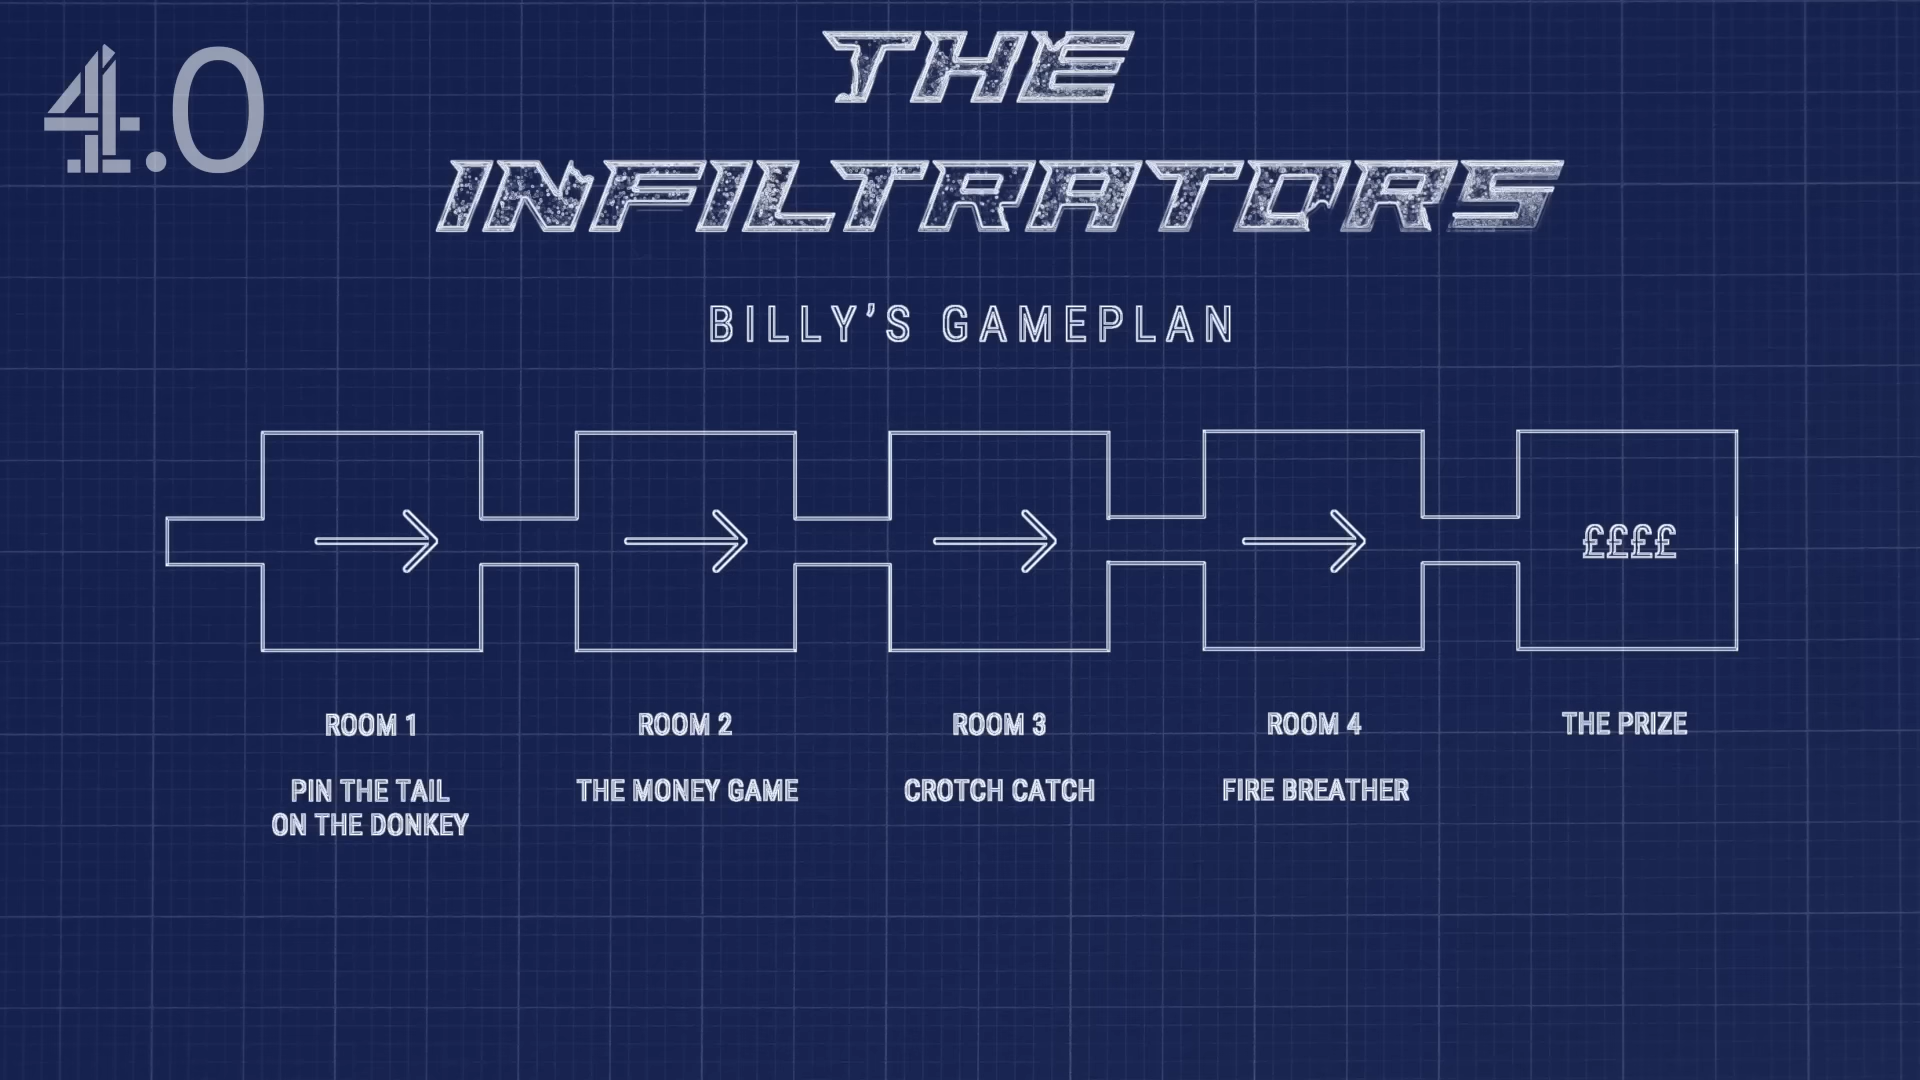 4.0
THE
INFILTRATORS
BILLY'S GAMEPLAN
££££
ROOM 1
ROOM 2
ROOM 3
ROOM 4
THE PRIZE
PIN THE TAIL
ON THE DONKEY
THE MONEY GAME
CROTCH CATCH
FIRE BREATHER